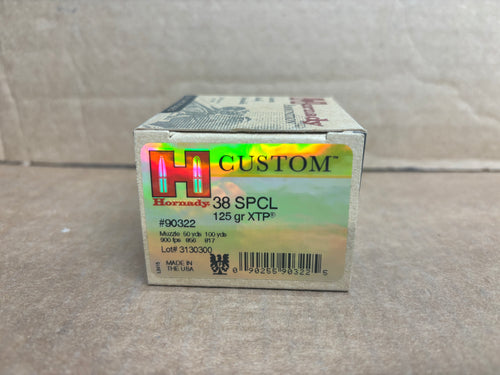 Hornady
CUSTOM™
H
Hornady®
38 SPCL
125 gr XTP®
#90322
Muzzle 50 yds 100 yds
900 fps 856 817
Lot# 3130300
MADE IN
THE USA
0 90255 90322 5